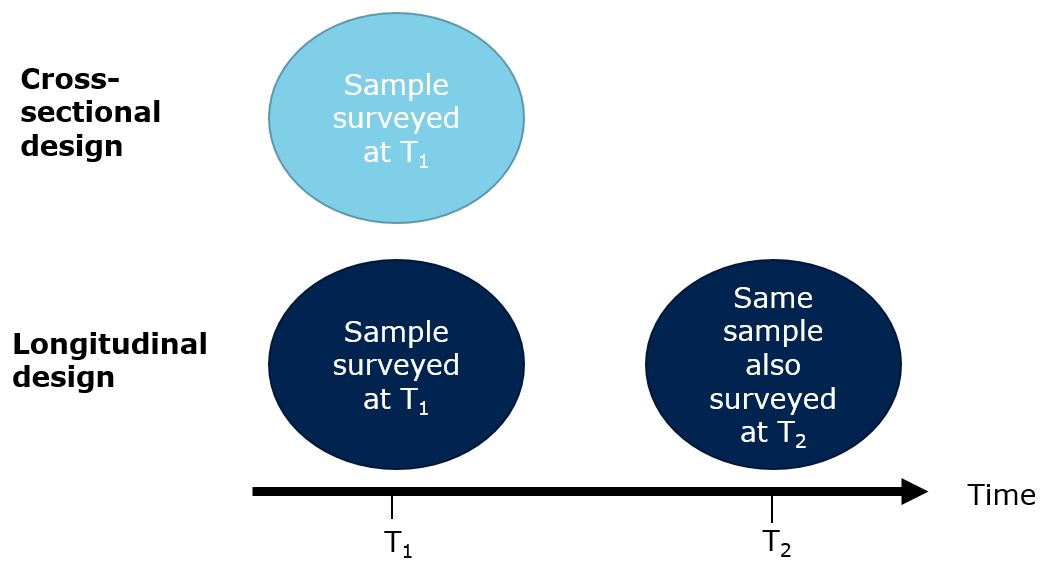 Cross-
sectional
design
Sample
surveyed
at T₁
Longitudinal
design
Sample
surveyed
at T₁
Same
sample
also
surveyed
at T₂
Time
T₁
T₂